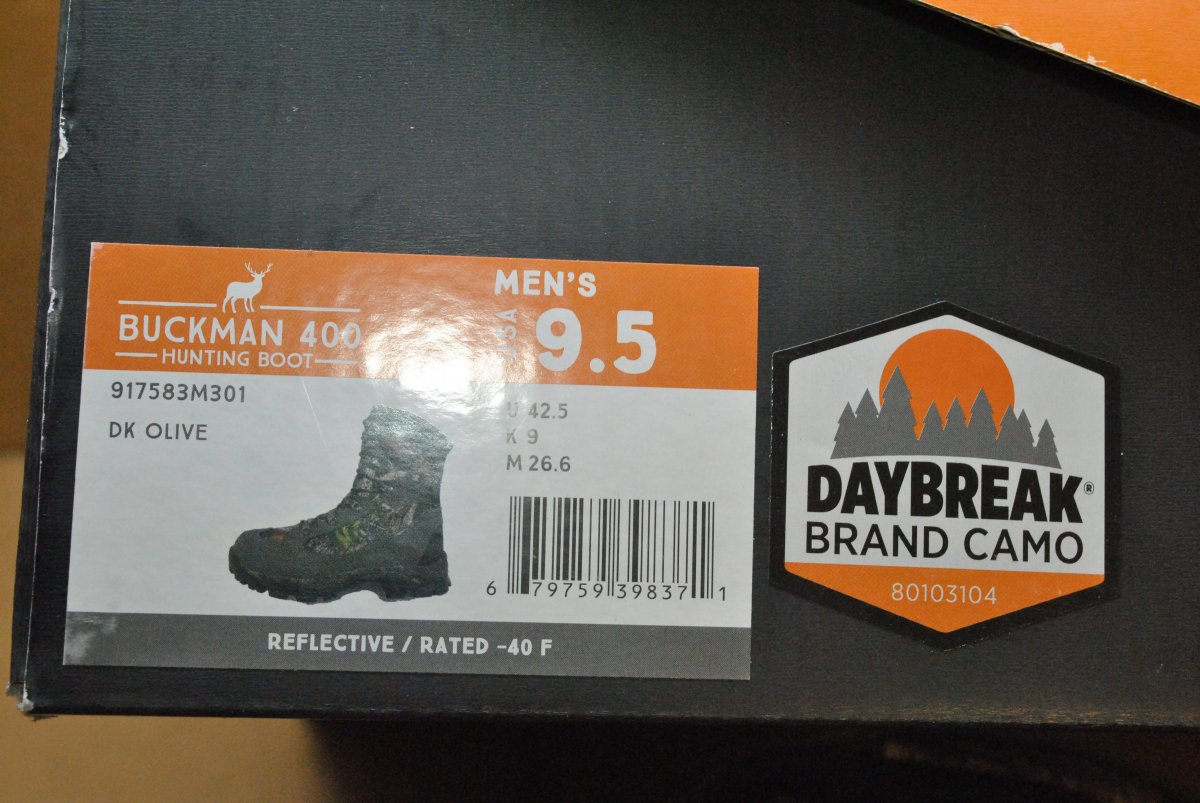 BUCKMAN 400
HUNTING BOOT
MEN'S
USA 9.5
917583M301
DK OLIVE
U 42.5
K 9
M 26.6
6 79759 39837 1
REFLECTIVE / RATED -40 F
DAYBREAK®
BRAND CAMO
80103104